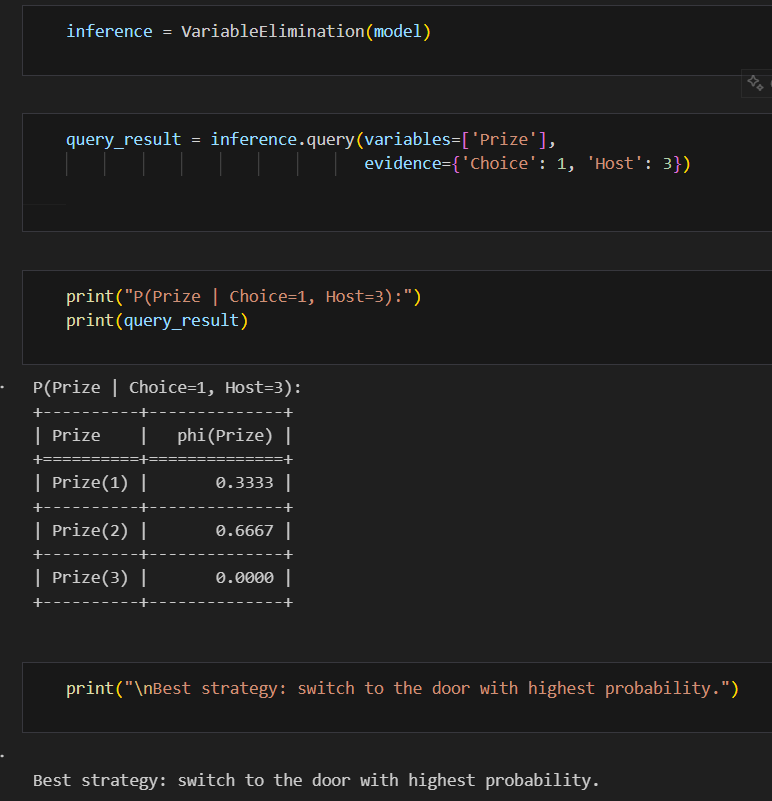 inference = VariableElimination(model)
query_result = inference.query(variables=['Prize'],
evidence={'Choice': 1, 'Host': 3})
print("P(Prize | Choice=1, Host=3):")
print(query_result)
P(Prize | Choice=1, Host=3):
+----------+--------------+
| Prize    |   phi(Prize) |
+==========+==============+
| Prize(1) |       0.3333 |
+----------+--------------+
| Prize(2) |       0.6667 |
+----------+--------------+
| Prize(3) |       0.0000 |
+----------+--------------+
print("\nBest strategy: switch to the door with highest probability.")
Best strategy: switch to the door with highest probability.